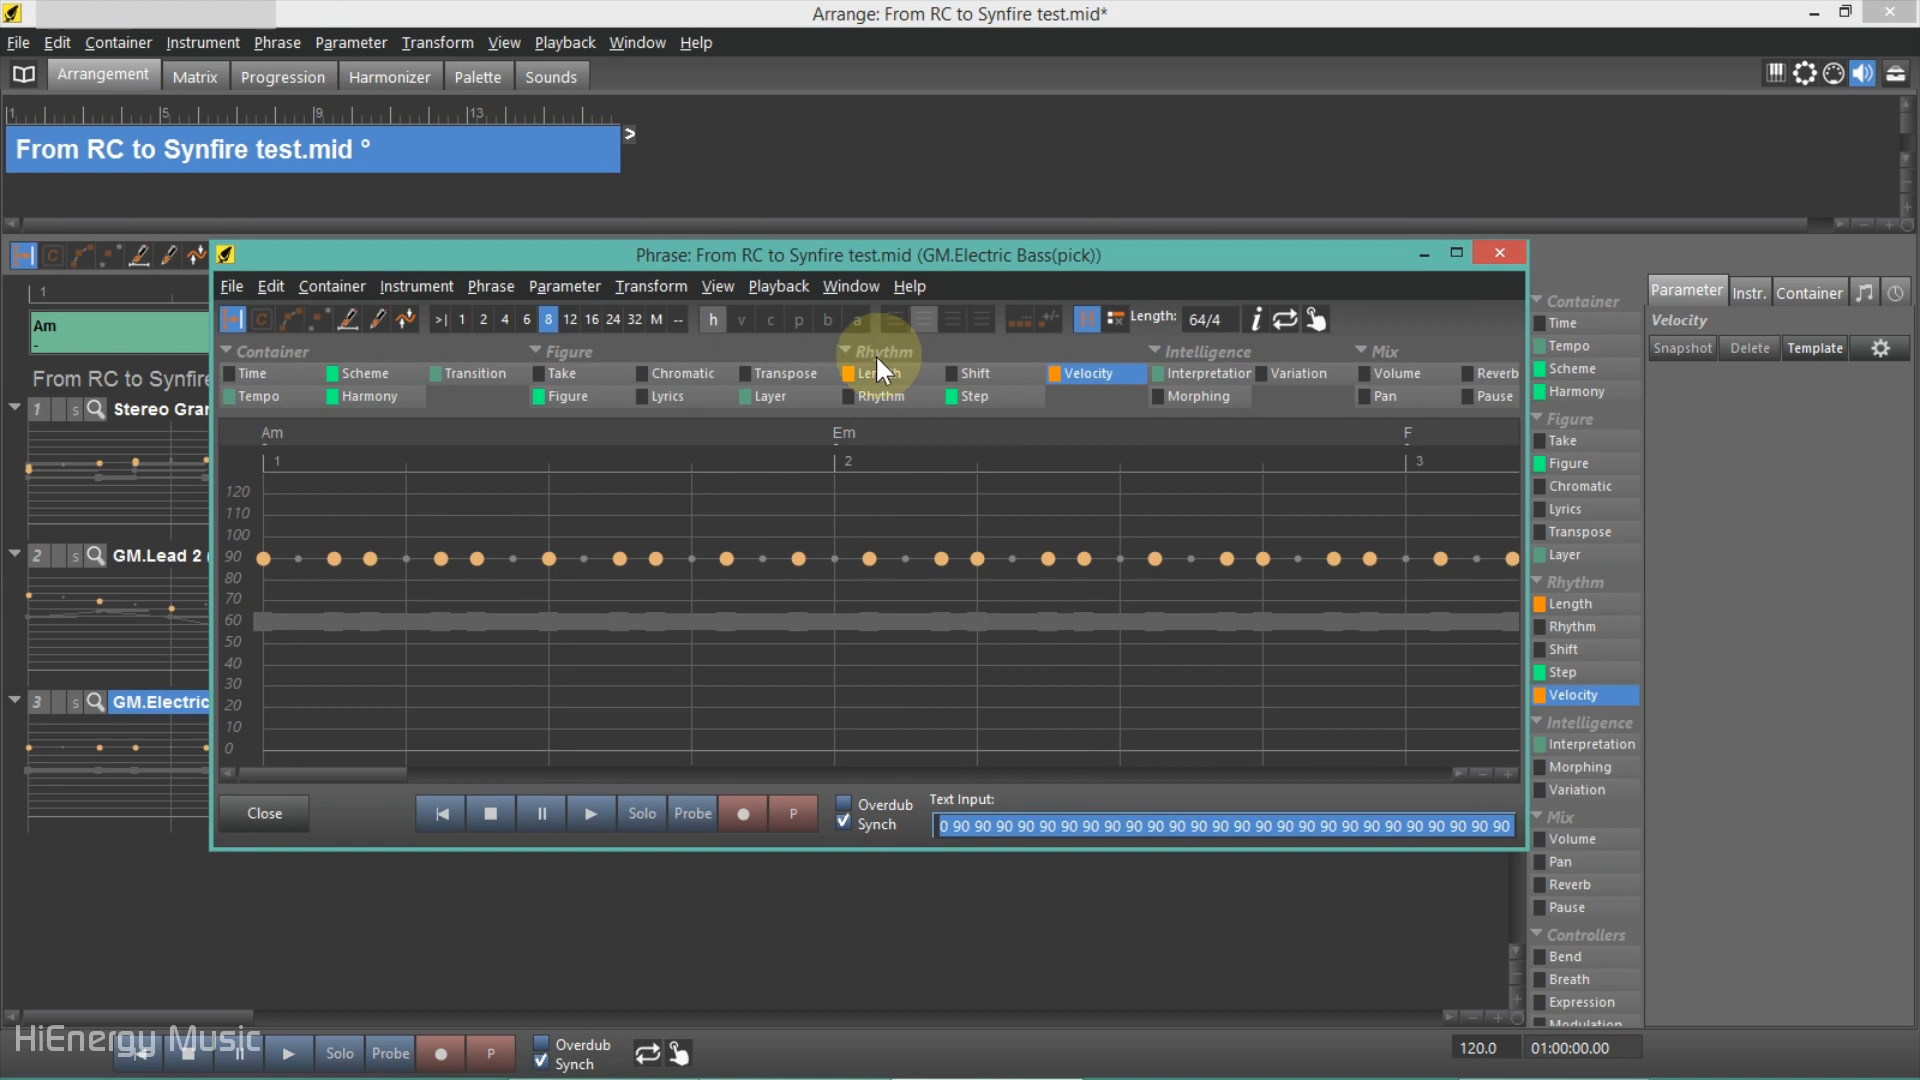 Arrange: From RC to Synfire test.mid*
File Edit Container Instrument Phrase Parameter Transform View Playback Window Help
Arrangement Matrix Progression Harmonizer Palette Sounds
1 5 9 13
From RC to Synfire test.mid °
>
Phrase: From RC to Synfire test.mid (GM.Electric Bass(pick))
File Edit Container Instrument Phrase Parameter Transform View Playback Window Help
>| 1 2 4 6 8 12 16 24 32 M -- h v c p b a Length: 64/4
Container Figure Rhythm Intelligence Mix
Time Scheme Transition Take Chromatic Transpose Shift Velocity Interpretation Variation Volume Reverb
Tempo Harmony Figure Lyrics Layer Rhythm Step Morphing Pan Pause
Am Em F
1 2 3
120
110
100
90
80
70
60
50
40
30
20
10
0
Close Solo Probe P
Overdub
Synch
Text Input:
0 90 90 90 90 90 90 90 90 90 90 90 90 90 90 90 90 90 90 90 90 90 90 90 90 90 90
1
Am
-
From RC to Synfire
1 s Stereo Gran
2 s GM.Lead 2 (
3 s GM.Electric
Container
Time
Tempo
Scheme
Harmony
Figure
Take
Figure
Chromatic
Lyrics
Transpose
Layer
Rhythm
Length
Rhythm
Shift
Step
Velocity
Intelligence
Interpretation
Morphing
Variation
Mix
Volume
Pan
Reverb
Pause
Controllers
Bend
Breath
Expression
Modulation
Parameter Instr. Container
Velocity
Snapshot Delete Template
HiEnergy Music
Solo Probe P
Overdub
Synch
120.0 01:00:00.00